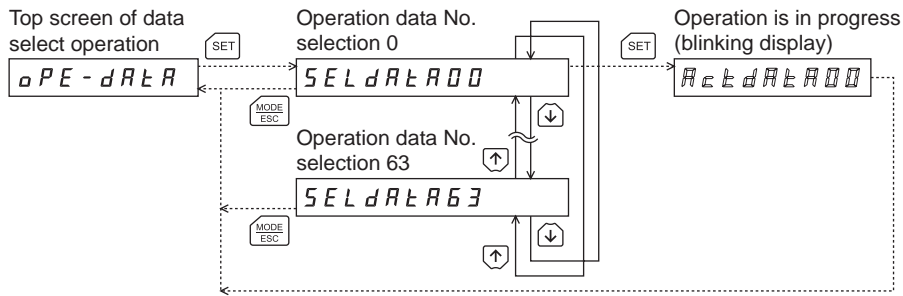 Top screen of data
select operation
SET
oPE-dAtA
Operation data No.
selection 0
SELdAtA00
MODE
ESC
↓
SET
Operation is in progress
(blinking display)
ActdAtA00
Operation data No.
selection 63
↑
SELdAtA63
MODE
ESC
↓
↑